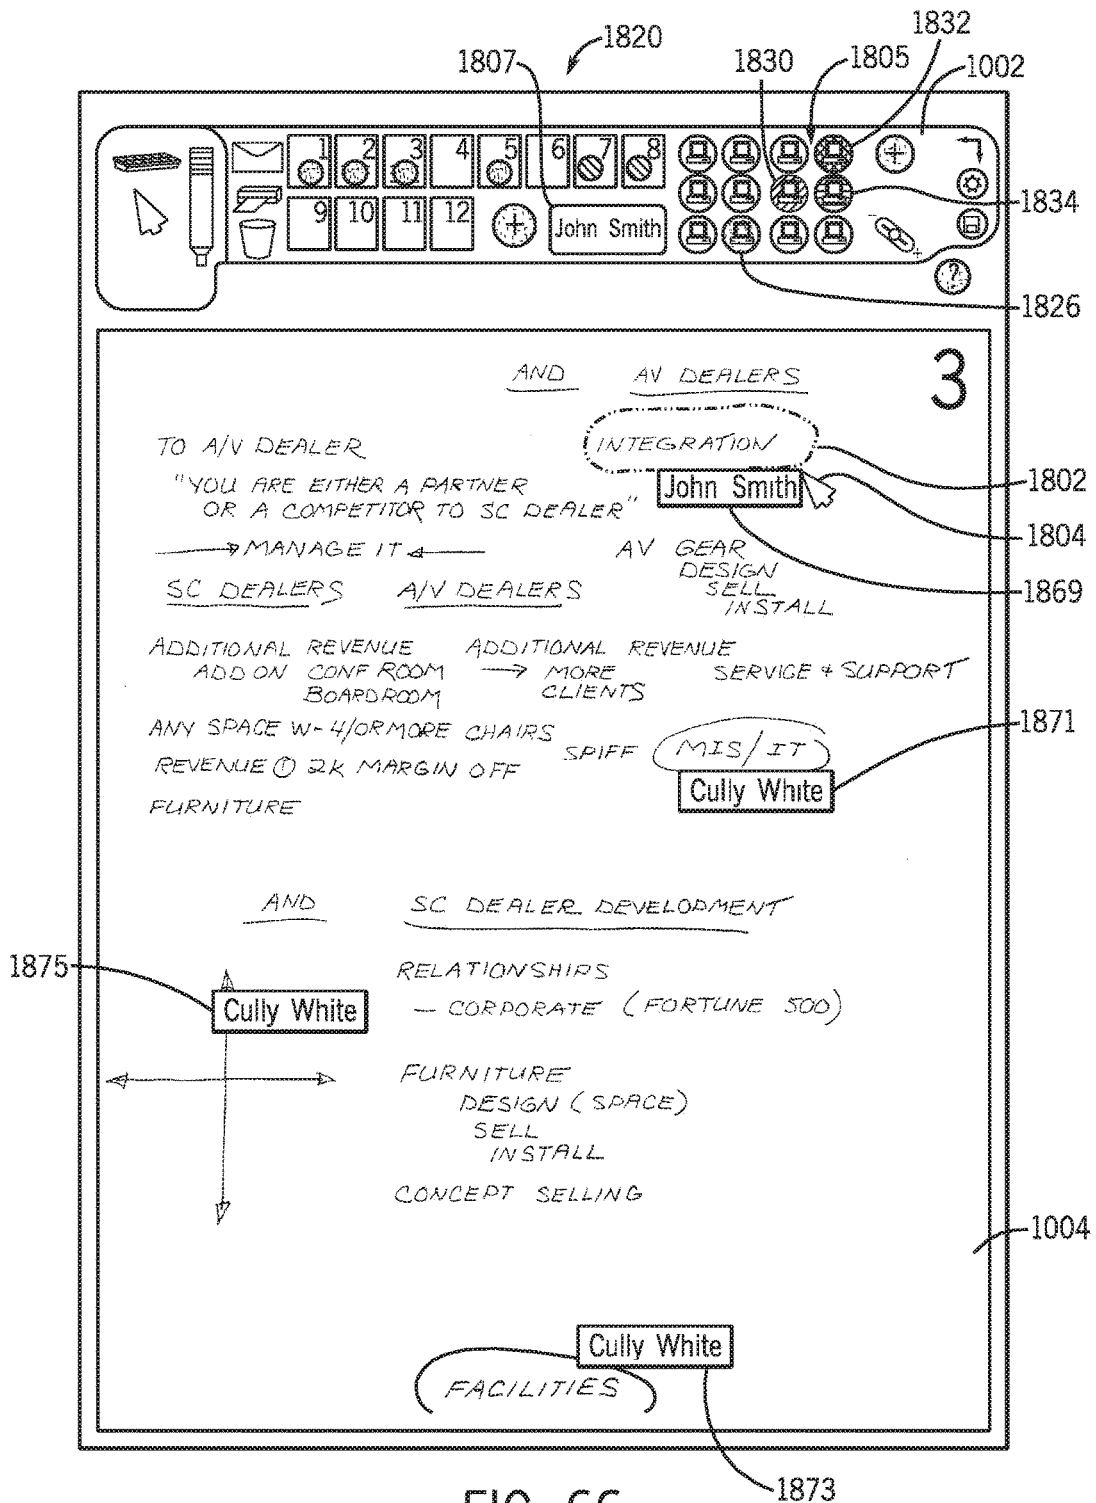 1820
1832
1807
1830
1805
1002
1 2 3 4 5 6 7 8
9 10 11 12
John Smith
1834
?
1826
3
AND AV DEALERS
TO A/V DEALER
INTEGRATION
"YOU ARE EITHER A PARTNER
OR A COMPETITOR TO SC DEALER"
John Smith
1802
1804
MANAGE IT
AV GEAR
DESIGN
SELL
INSTALL
1869
SC DEALERS A/V DEALERS
ADDITIONAL REVENUE
ADD ON CONF ROOM
BOARDROOM
ADDITIONAL REVENUE
→ MORE
CLIENTS
SERVICE + SUPPORT
ANY SPACE W-4/OR MORE CHAIRS
SPIFF MIS/IT
1871
REVENUE ① 2K MARGIN OFF
Cully White
FURNITURE
AND SC DEALER DEVELOPMENT
1875
RELATIONSHIPS
Cully White
— CORPORATE (FORTUNE 500)
FURNITURE
DESIGN (SPACE)
SELL
INSTALL
CONCEPT SELLING
1004
Cully White
FACILITIES
1873